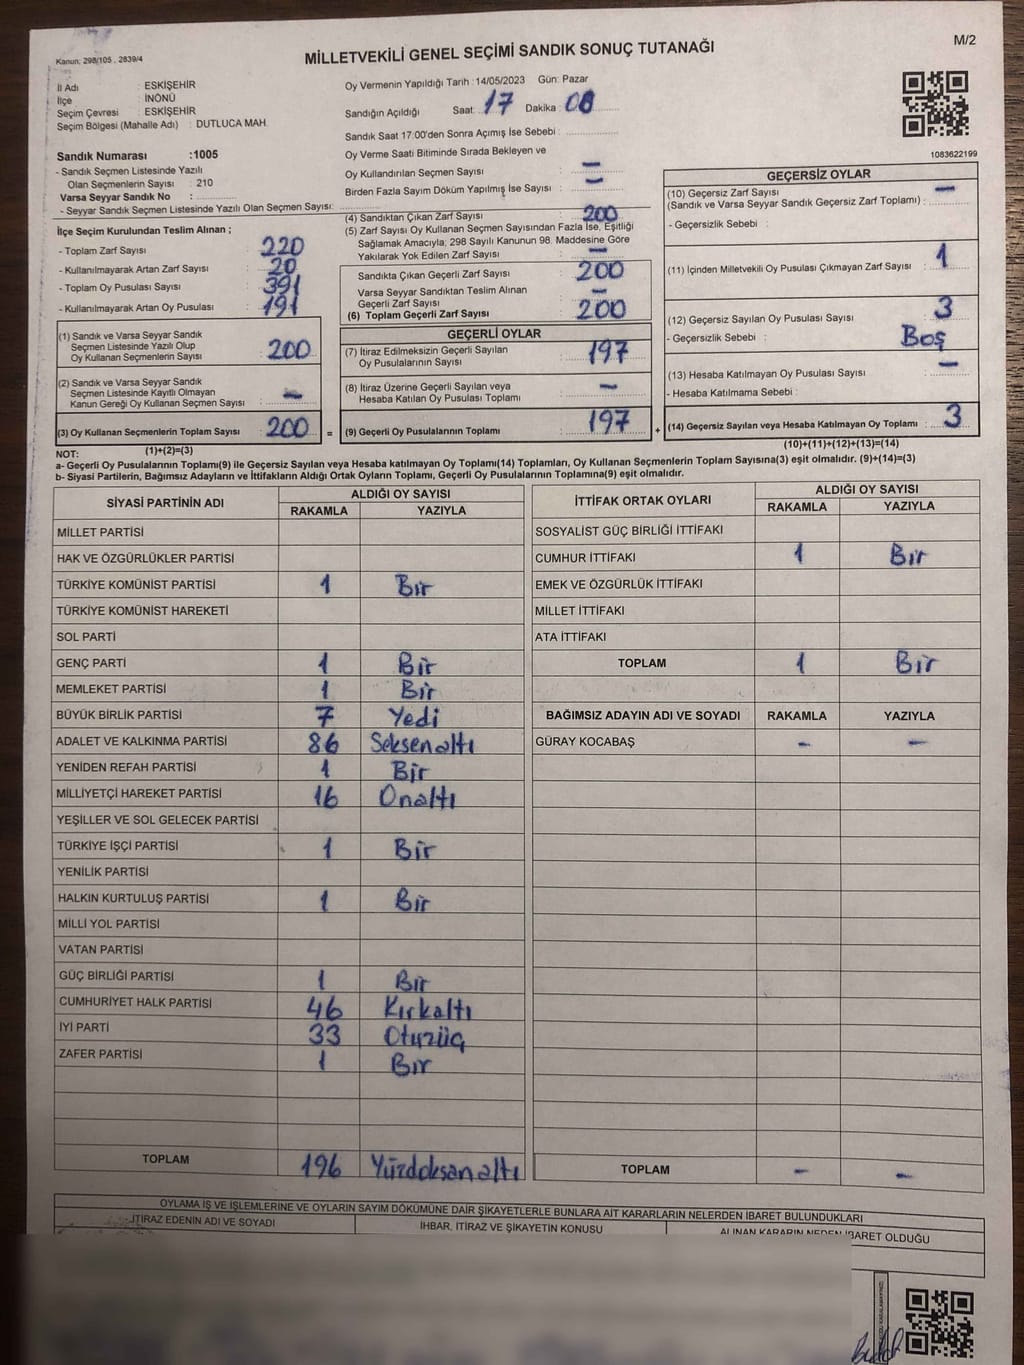 M/2
Kanun: 298/105 , 2839/4
MİLLETVEKİLİ GENEL SEÇİMİ SANDIK SONUÇ TUTANAĞI
İl Adı : ESKİŞEHİR
İlçe : İNÖNÜ
Seçim Çevresi : ESKİŞEHİR
Seçim Bölgesi (Mahalle Adı) : DUTLUCA MAH.
Sandık Numarası :1005
- Sandık Seçmen Listesinde Yazılı
Olan Seçmenlerin Sayısı : 210
Varsa Seyyar Sandık No :
- Seyyar Sandık Seçmen Listesinde Yazılı Olan Seçmen Sayısı:
Oy Vermenin Yapıldığı Tarih : 14/05/2023 Gün: Pazar
Sandığın Açıldığı Saat: 17 Dakika 08
Sandık Saat 17:00'den Sonra Açımış İse Sebebi :
Oy Verme Saati Bitiminde Sırada Bekleyen ve
Oy Kullandırılan Seçmen Sayısı : —
Birden Fazla Sayım Döküm Yapılmış İse Sayısı : —
1083622199
İlçe Seçim Kurulundan Teslim Alınan ;
- Toplam Zarf Sayısı : 220
- Kullanılmayarak Artan Zarf Sayısı : 20
- Toplam Oy Pusulası Sayısı : 391
- Kullanılmayarak Artan Oy Pusulası : 191
(1) Sandık ve Varsa Seyyar Sandık
Seçmen Listesinde Yazılı Olup
Oy Kullanan Seçmenlerin Sayısı : 200
(2) Sandık ve Varsa Seyyar Sandık
Seçmen Listesinde Kayıtlı Olmayan
Kanun Gereği Oy Kullanan Seçmen Sayısı : —
(3) Oy Kullanan Seçmenlerin Toplam Sayısı : 200 =
(1)+(2)=(3)
(4) Sandıktan Çıkan Zarf Sayısı : 200
(5) Zarf Sayısı Oy Kullanan Seçmen Sayısından Fazla İse, Eşitliği
Sağlamak Amacıyla; 298 Sayılı Kanunun 98. Maddesine Göre
Yakılarak Yok Edilen Zarf Sayısı : —
Sandıkta Çıkan Geçerli Zarf Sayısı : 200
Varsa Seyyar Sandıktan Teslim Alınan
Geçerli Zarf Sayısı : —
(6) Toplam Geçerli Zarf Sayısı : 200
GEÇERLİ OYLAR
(7) İtiraz Edilmeksizin Geçerli Sayılan
Oy Pusulalarının Sayısı : 197
(8) İtiraz Üzerine Geçerli Sayılan veya
Hesaba Katılan Oy Pusulası Toplamı : —
(9) Geçerli Oy Pusulalarının Toplamı : 197 +
GEÇERSİZ OYLAR
(10) Geçersiz Zarf Sayısı —
(Sandık ve Varsa Seyyar Sandık Geçersiz Zarf Toplamı) :
- Geçersizlik Sebebi :
(11) İçinden Milletvekili Oy Pusulası Çıkmayan Zarf Sayısı : 1
(12) Geçersiz Sayılan Oy Pusulası Sayısı : 3
- Geçersizlik Sebebi : Boş
(13) Hesaba Katılmayan Oy Pusulası Sayısı : —
- Hesaba Katılmama Sebebi :
(14) Geçersiz Sayılan veya Hesaba Katılmayan Oy Toplamı : 3
(10)+(11)+(12)+(13)=(14)
NOT:
a- Geçerli Oy Pusulalarının Toplamı(9) ile Geçersiz Sayılan veya Hesaba katılmayan Oy Toplamı(14) Toplamları, Oy Kullanan Seçmenlerin Toplam Sayısına(3) eşit olmalıdır. (9)+(14)=(3)
b- Siyasi Partilerin, Bağımsız Adayların ve İttifakların Aldığı Ortak Oyların Toplamı, Geçerli Oy Pusulalarının Toplamına(9) eşit olmalıdır.
SİYASİ PARTİNİN ADI
ALDIĞI OY SAYISI
RAKAMLA YAZIYLA
MİLLET PARTİSİ
HAK VE ÖZGÜRLÜKLER PARTİSİ
TÜRKİYE KOMÜNİST PARTİSİ 1 Bir
TÜRKİYE KOMÜNİST HAREKETİ
SOL PARTİ
GENÇ PARTİ 1 Bir
MEMLEKET PARTİSİ 1 Bir
BÜYÜK BİRLİK PARTİSİ 7 Yedi
ADALET VE KALKINMA PARTİSİ 86 Seksenaltı
YENİDEN REFAH PARTİSİ 1 Bir
MİLLİYETÇİ HAREKET PARTİSİ 16 Onaltı
YEŞİLLER VE SOL GELECEK PARTİSİ
TÜRKİYE İŞÇİ PARTİSİ 1 Bir
YENİLİK PARTİSİ
HALKIN KURTULUŞ PARTİSİ 1 Bir
MİLLİ YOL PARTİSİ
VATAN PARTİSİ
GÜÇ BİRLİĞİ PARTİSİ 1 Bir
CUMHURİYET HALK PARTİSİ 46 Kırkaltı
İYİ PARTİ 33 Otuzüç
ZAFER PARTİSİ 1 Bır
TOPLAM 196 Yüzdoksanaltı
İTTİFAK ORTAK OYLARI
ALDIĞI OY SAYISI
RAKAMLA YAZIYLA
SOSYALİST GÜÇ BİRLİĞİ İTTİFAKI
CUMHUR İTTİFAKI 1 Bir
EMEK VE ÖZGÜRLÜK İTTİFAKI
MİLLET İTTİFAKI
ATA İTTİFAKI
TOPLAM 1 Bir
BAĞIMSIZ ADAYIN ADI VE SOYADI RAKAMLA YAZIYLA
GÜRAY KOCABAŞ — —
TOPLAM — —
OYLAMA İŞ VE İŞLEMLERİNE VE OYLARIN SAYIM DÖKÜMÜNE DAİR ŞİKAYETLERLE BUNLARA AİT KARARLARIN NELERDEN İBARET BULUNDUKLARI
İTİRAZ EDENİN ADI VE SOYADI
İHBAR, İTİRAZ VE ŞİKAYETİN KONUSU
ALINAN KARARIN NEDEN İBARET OLDUĞU